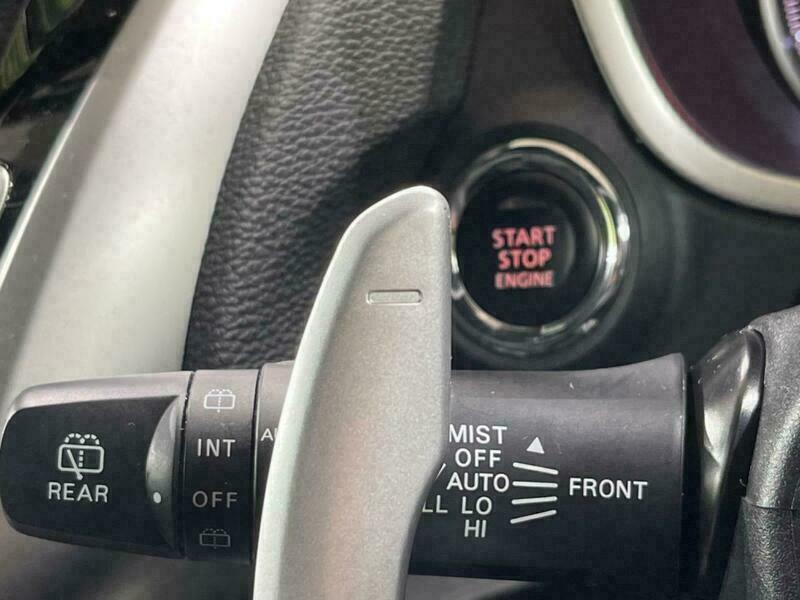 START
STOP
ENGINE
REAR
INT
OFF
MIST
OFF
AUTO
LO
HI
FRONT